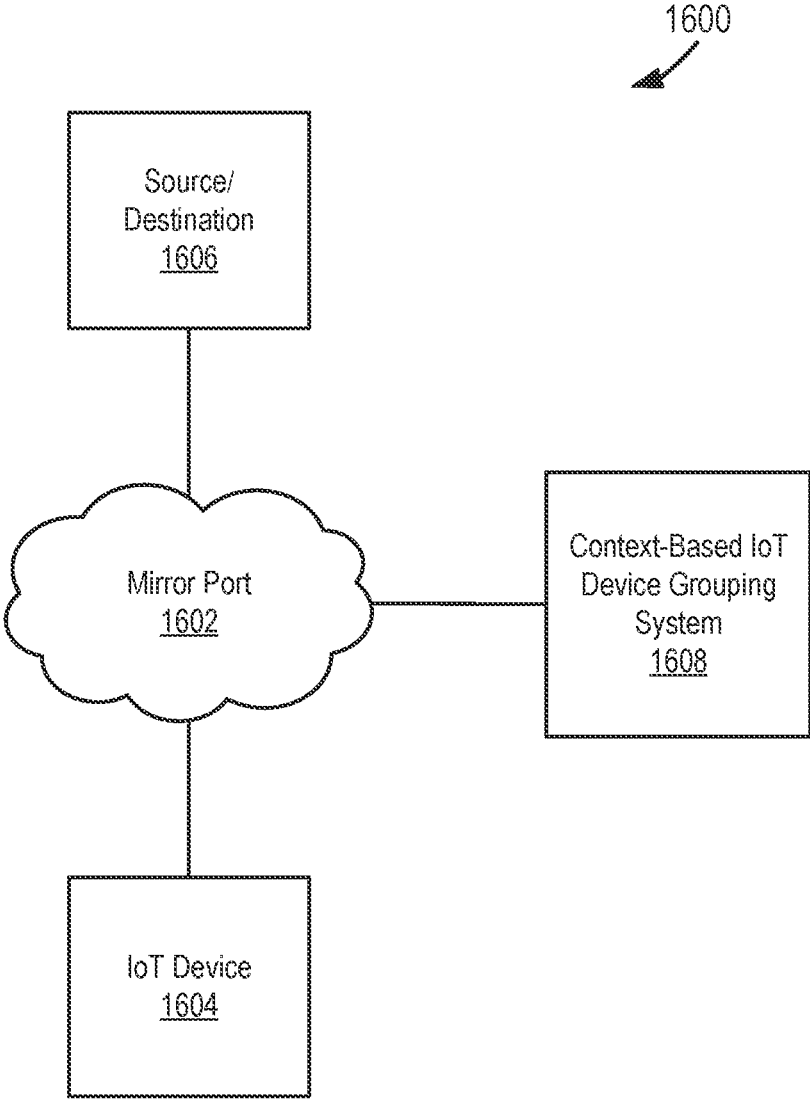 1600
Source/
Destination
1606
Mirror Port
1602
Context-Based IoT
Device Grouping
System
1608
IoT Device
1604